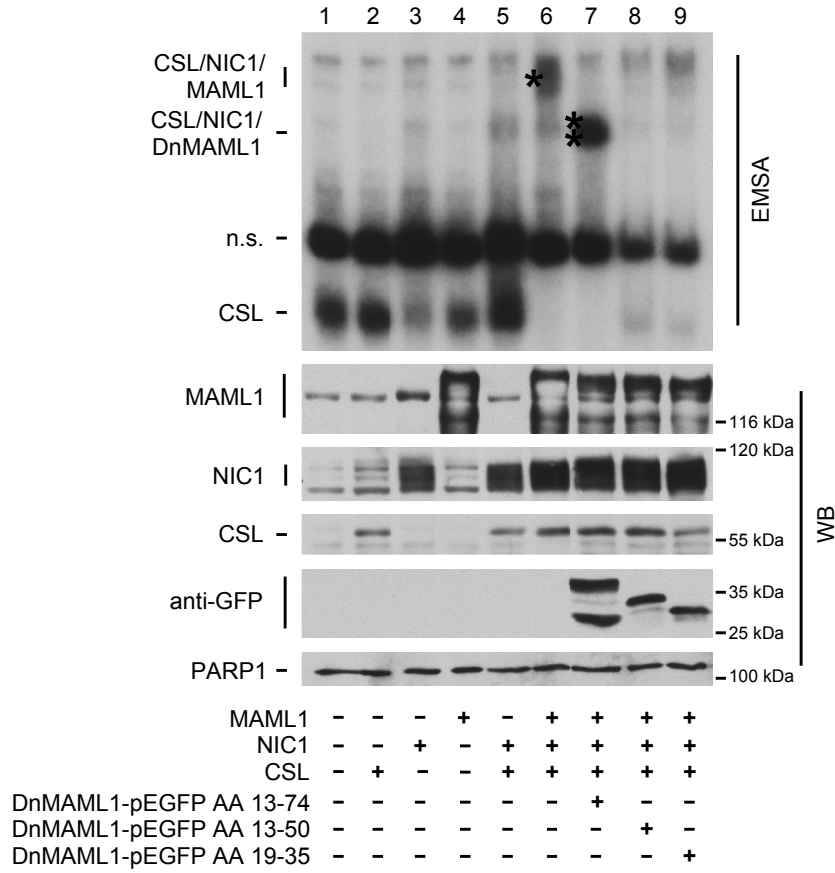 1 2 3 4 5 6 7 8 9
CSL/NIC1/
MAML1
*
CSL/NIC1/
DnMAML1
*
*
n.s.
CSL
EMSA
MAML1
116 kDa
120 kDa
NIC1
CSL
55 kDa
WB
anti-GFP
35 kDa
25 kDa
PARP1
100 kDa
MAML1 – – – + – + + + +
NIC1 – – + – + + + + +
CSL – + – – + + + + +
DnMAML1-pEGFP AA 13-74 – – – – – – + – –
DnMAML1-pEGFP AA 13-50 – – – – – – – + –
DnMAML1-pEGFP AA 19-35 – – – – – – – – +